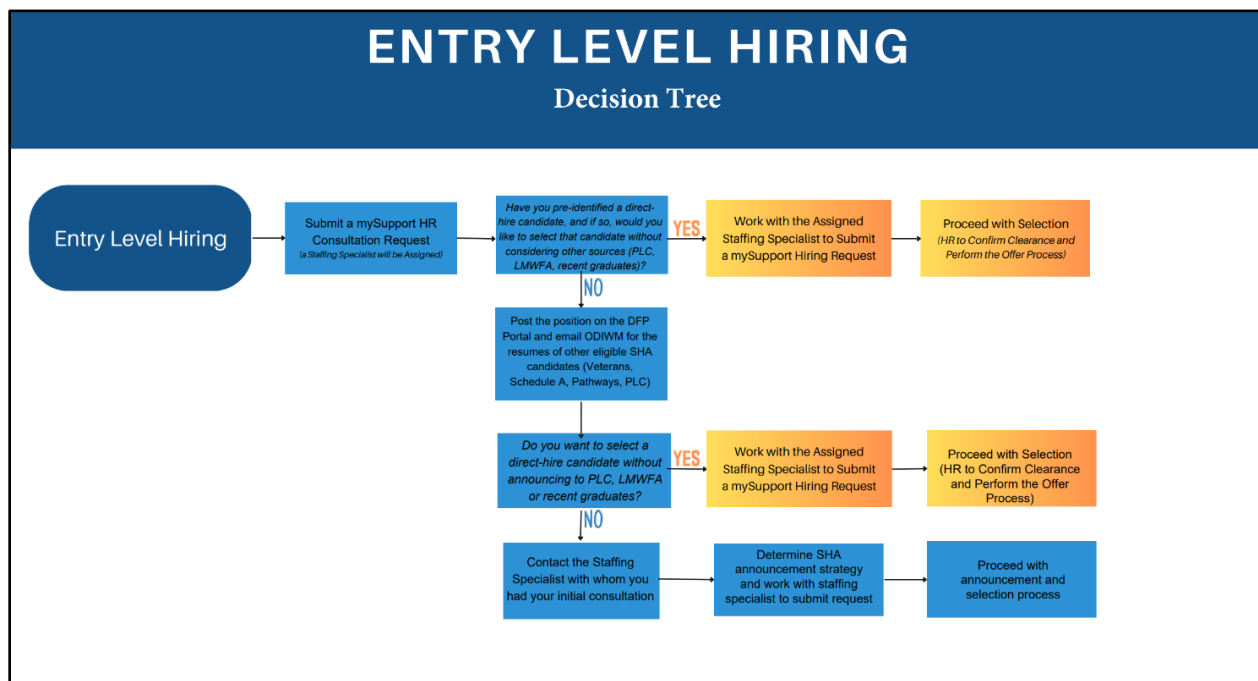 ENTRY LEVEL HIRING
Decision Tree
Entry Level Hiring
Submit a mySupport HR
Consultation Request
(a Staffing Specialist will be Assigned)
Have you pre-identified a direct-
hire candidate, and if so, would you
like to select that candidate without
considering other sources (PLC,
LMWFA, recent graduates)?
YES
Work with the Assigned
Staffing Specialist to Submit
a mySupport Hiring Request
Proceed with Selection
(HR to Confirm Clearance and
Perform the Offer Process)
NO
Post the position on the DFP
Portal and email ODIWM for the
resumes of other eligible SHA
candidates (Veterans,
Schedule A, Pathways, PLC)
Do you want to select a
direct-hire candidate without
announcing to PLC, LMWFA
or recent graduates?
YES
Work with the Assigned
Staffing Specialist to Submit
a mySupport Hiring Request
Proceed with Selection
(HR to Confirm Clearance
and Perform the Offer
Process)
NO
Contact the Staffing
Specialist with whom you
had your initial consultation
Determine SHA
announcement strategy
and work with staffing
specialist to submit request
Proceed with
announcement and
selection process